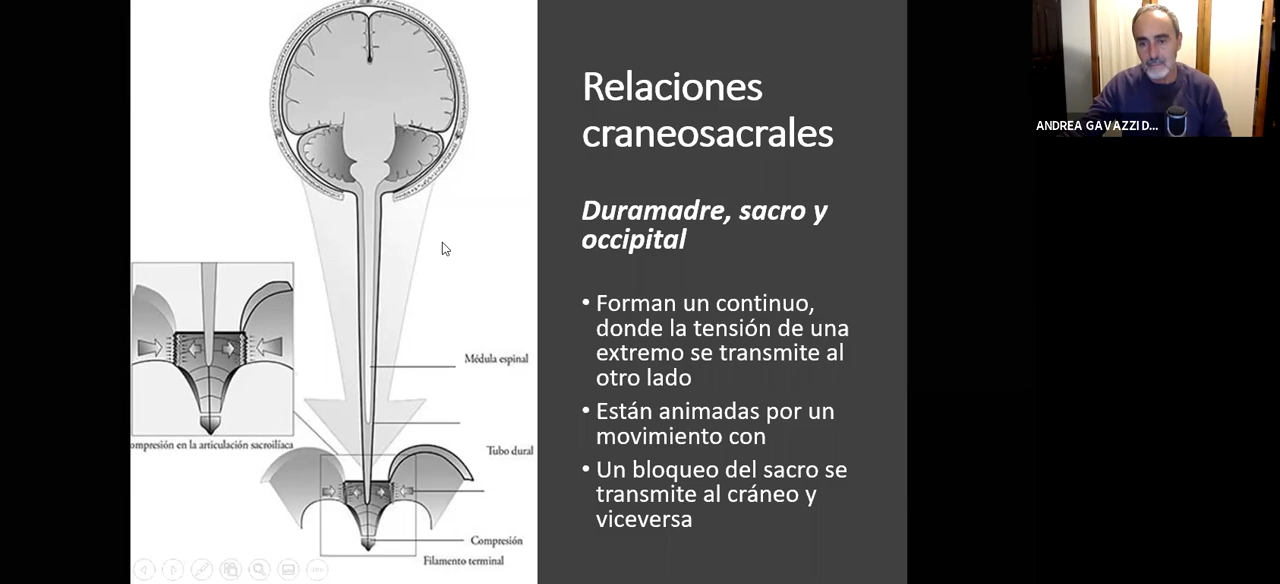 Relaciones
craneosacrales
Duramadre, sacro y
occipital
• Forman un continuo,
donde la tensión de una
extremo se transmite al
otro lado
• Están animadas por un
movimiento con
• Un bloqueo del sacro se
transmite al cráneo y
viceversa
Médula espinal
ompresión en la articulación sacroilíaca
Tubo dural
Compresión
Filamento terminal
ANDREA GAVAZZI D...